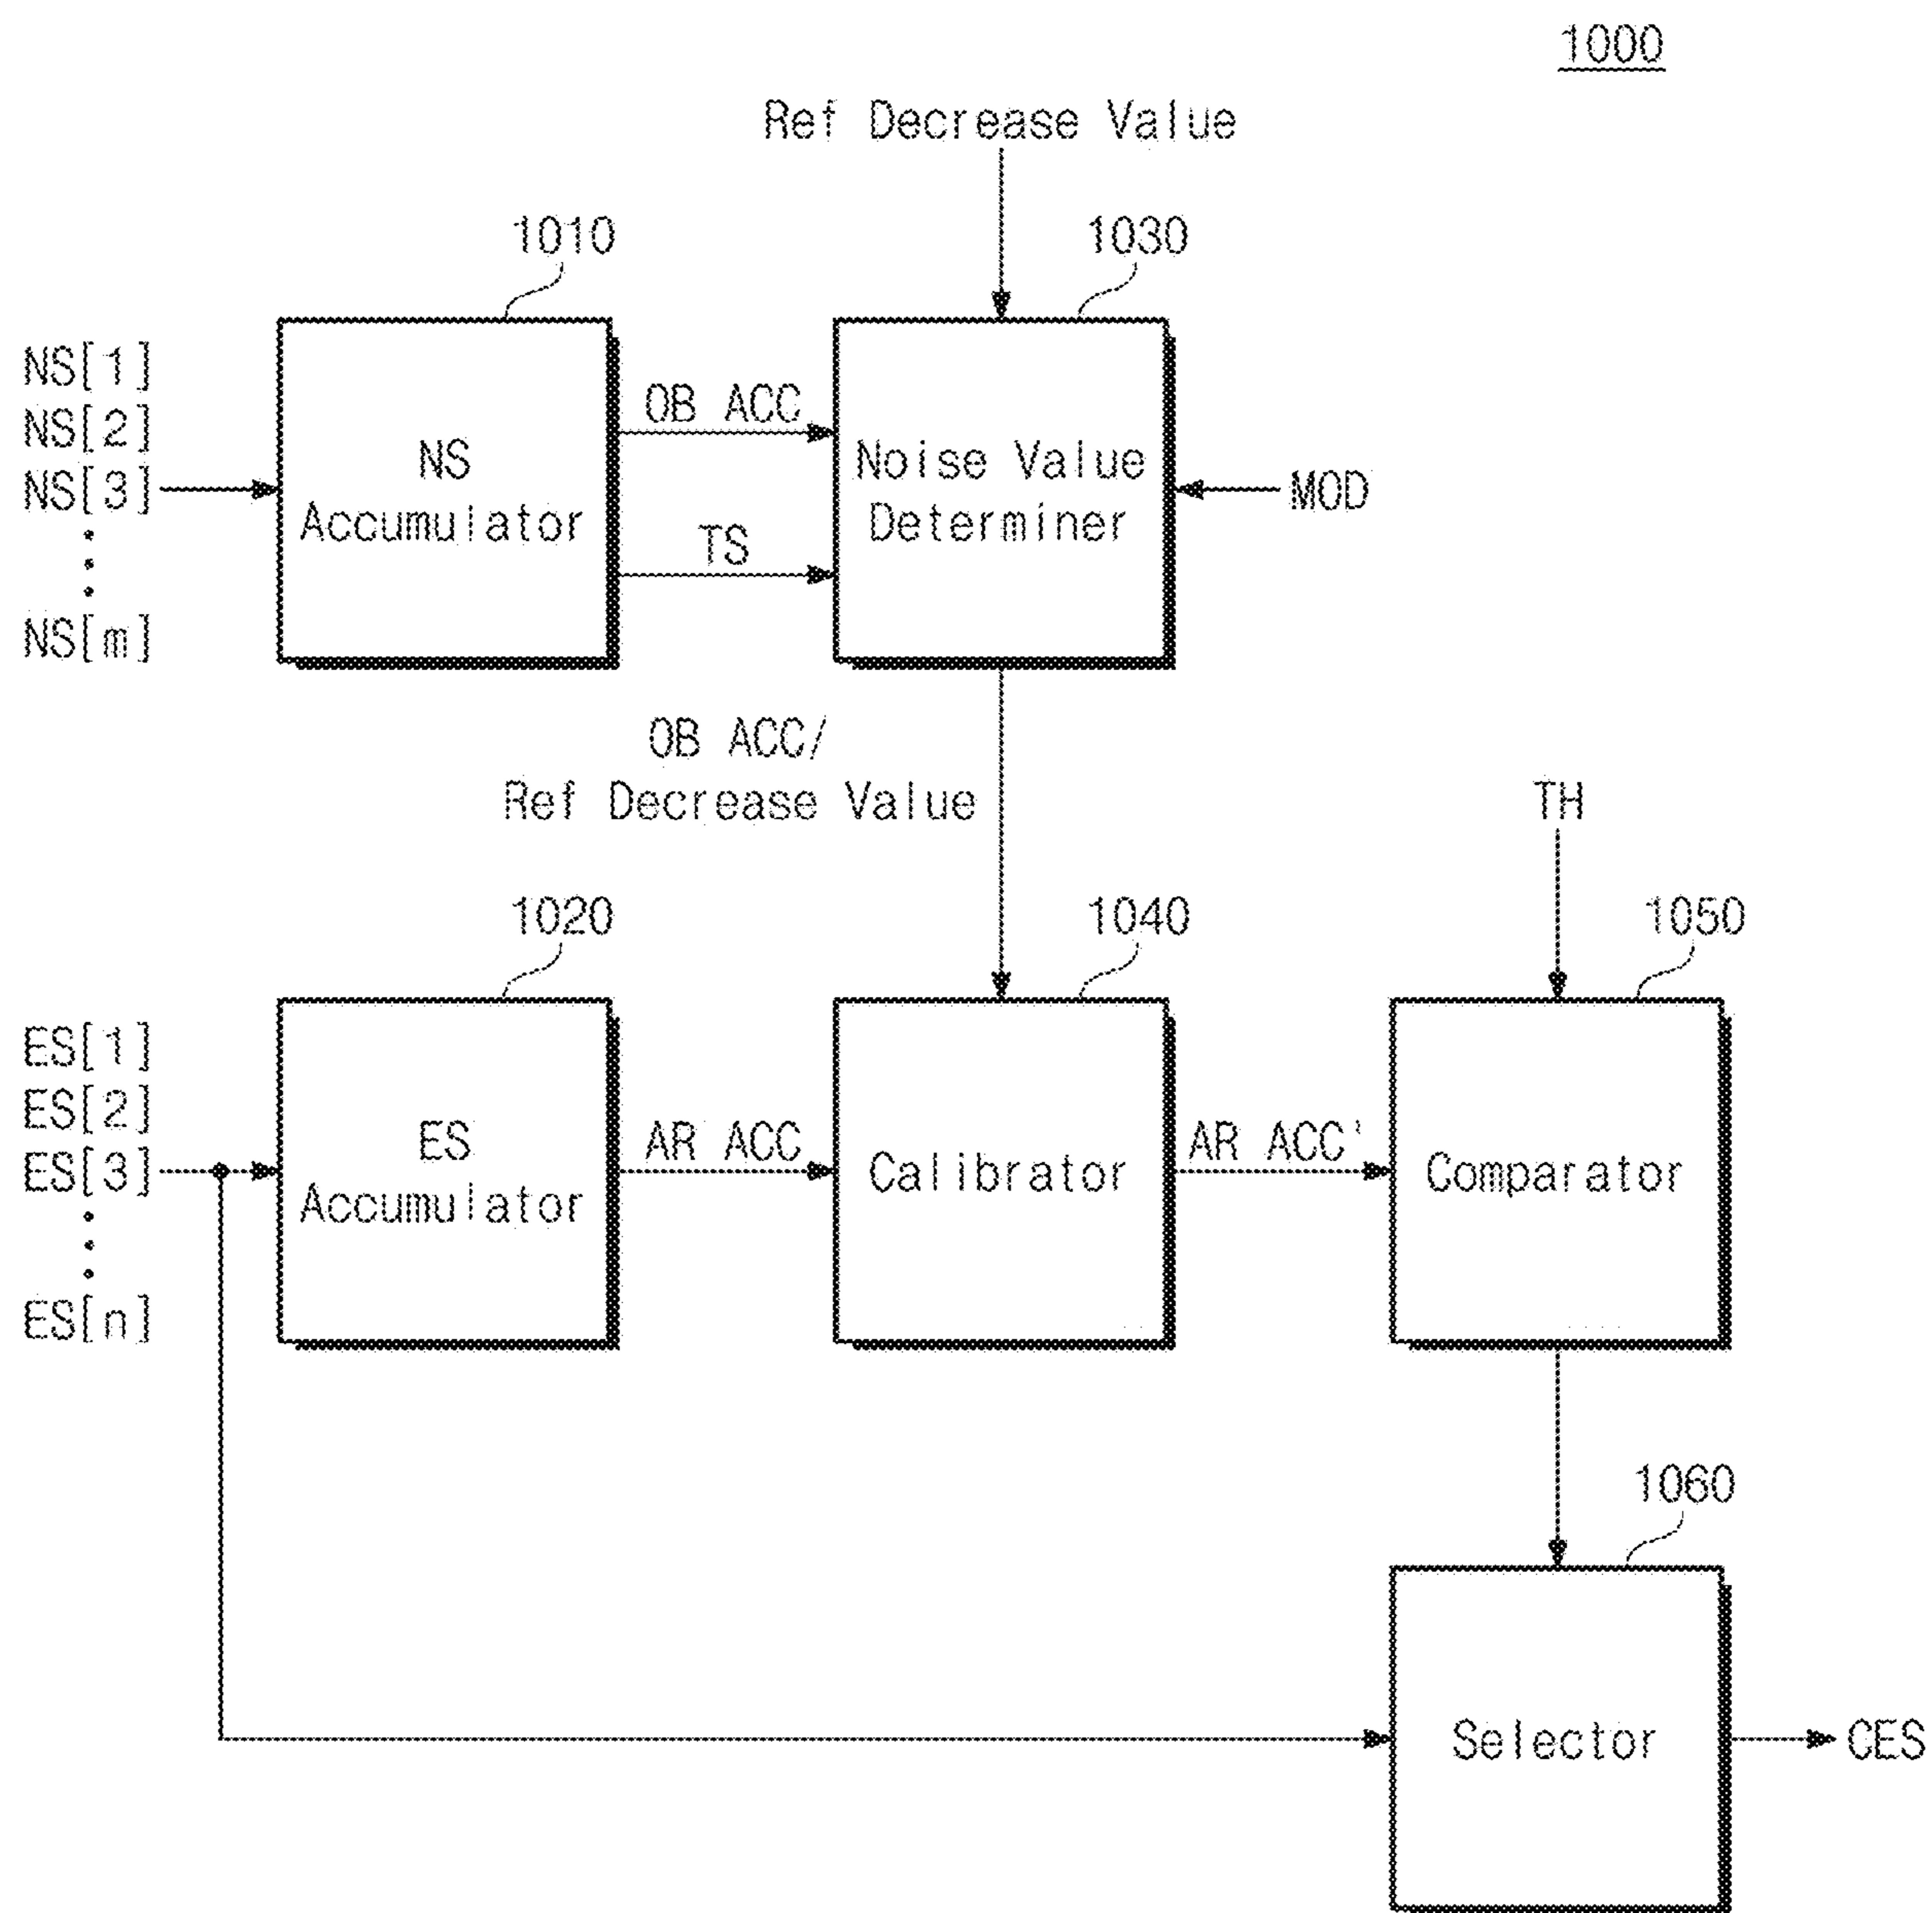 1000
Ref Decrease Value
1010
1030
NS[1]
NS[2]
NS[3]
NS[m]
NS
Accumulator
OB ACC
TS
Noise Value
Determiner
MOD
OB ACC/
Ref Decrease Value
TH
1020
1040
1050
ES[1]
ES[2]
ES[3]
ES[n]
ES
Accumulator
AR ACC
Calibrator
AR ACC'
Comparator
1060
Selector
CES